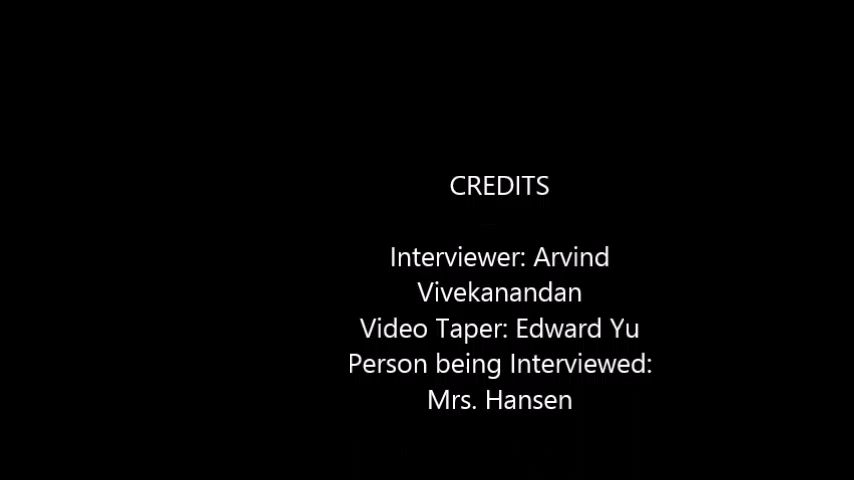 CREDITS
Interviewer: Arvind
Vivekanandan
Video Taper: Edward Yu
Person being Interviewed:
Mrs. Hansen